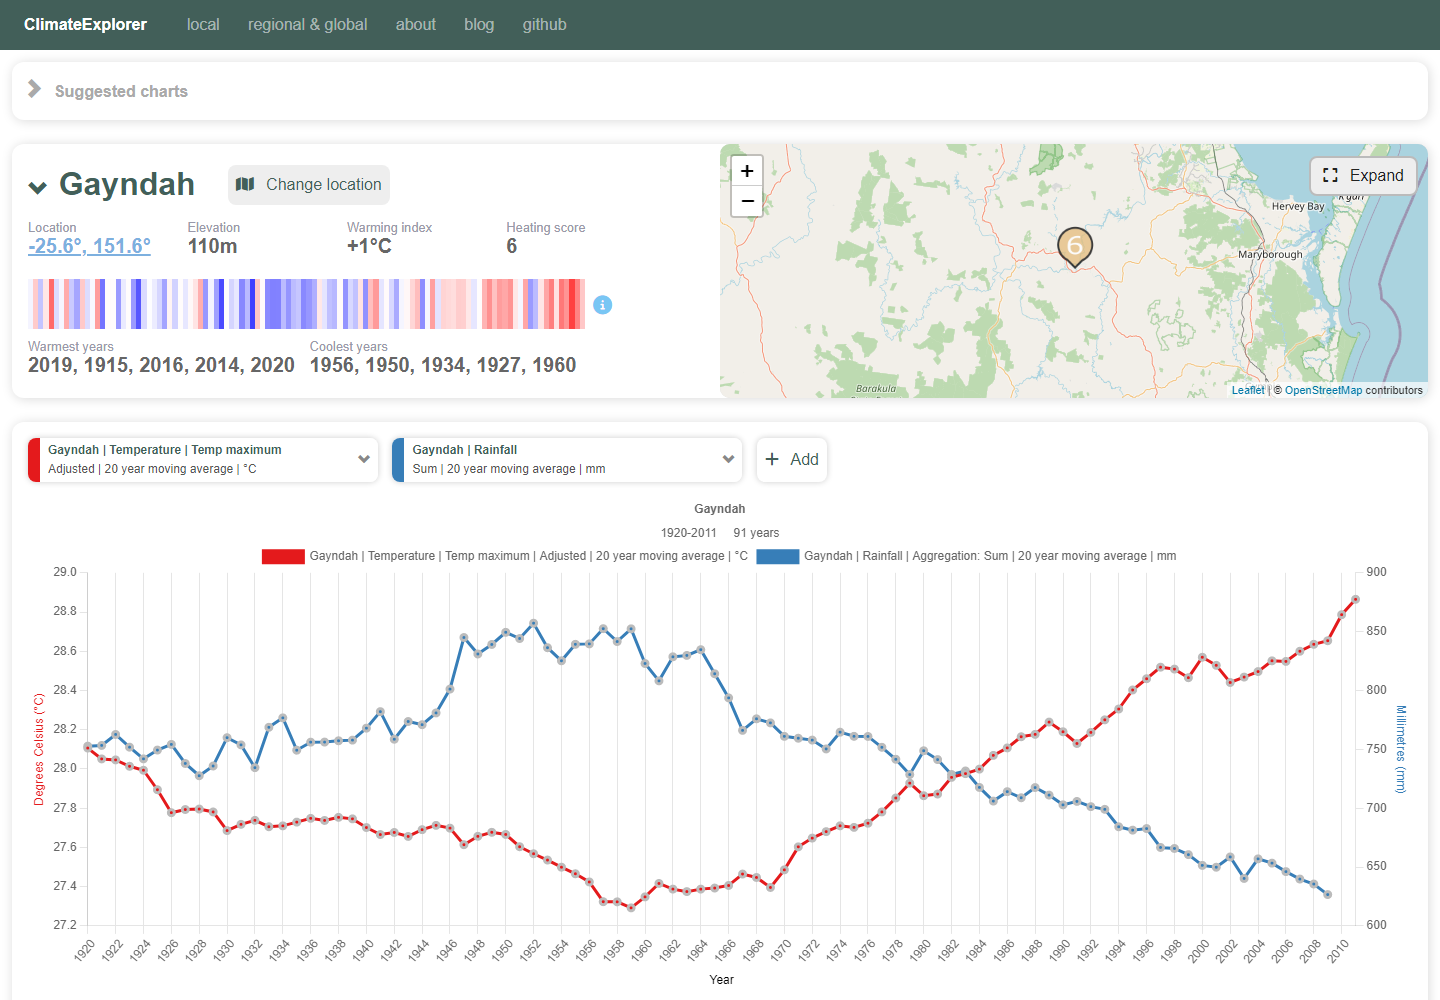 ClimateExplorer local regional & global about blog github
Suggested charts
Gayndah Change location
Location Elevation Warming index Heating score
-25.6°, 151.6° 110m +1°C 6
Warmest years Coolest years
2019, 1915, 2016, 2014, 2020 1956, 1950, 1934, 1927, 1960
+
−
Expand
K'gari
Hervey Bay
6
Maryborough
Barakula
Leaflet | © OpenStreetMap contributors
Gayndah | Temperature | Temp maximum
Adjusted | 20 year moving average | °C
Gayndah | Rainfall
Sum | 20 year moving average | mm
+ Add
Gayndah
1920-2011 91 years
Gayndah | Temperature | Temp maximum | Adjusted | 20 year moving average | °C Gayndah | Rainfall | Aggregation: Sum | 20 year moving average | mm
29.0 900
28.8
28.6 850
28.4 800
28.2
28.0 750
27.8 700
27.6
27.4 650
27.2 600
Degrees Celsius (°C)
Millimetres (mm)
1920 1922 1924 1926 1928 1930 1932 1934 1936 1938 1940 1942 1944 1946 1948 1950 1952 1954 1956 1958 1960 1962 1964 1966 1968 1970 1972 1974 1976 1978 1980 1982 1984 1986 1988 1990 1992 1994 1996 1998 2000 2002 2004 2006 2008 2010
Year